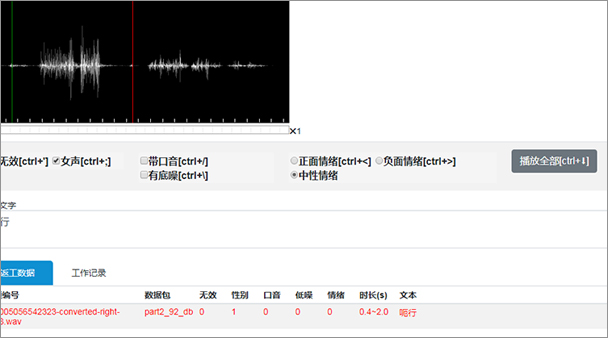 ×1
无效[ctrl+'] 女声[ctrl+;] 带口音[ctrl+/] 正面情绪[ctrl+<] 负面情绪[ctrl+>] 播放全部[ctrl+⬇]
有底噪[ctrl+\] 中性情绪
文字
行
返工数据 工作记录
编号 数据包 无效 性别 口音 低噪 情绪 时长(s) 文本
005056542323-converted-right- part2_92_db 0 1 0 0 0 0.4~2.0 呃行
.wav